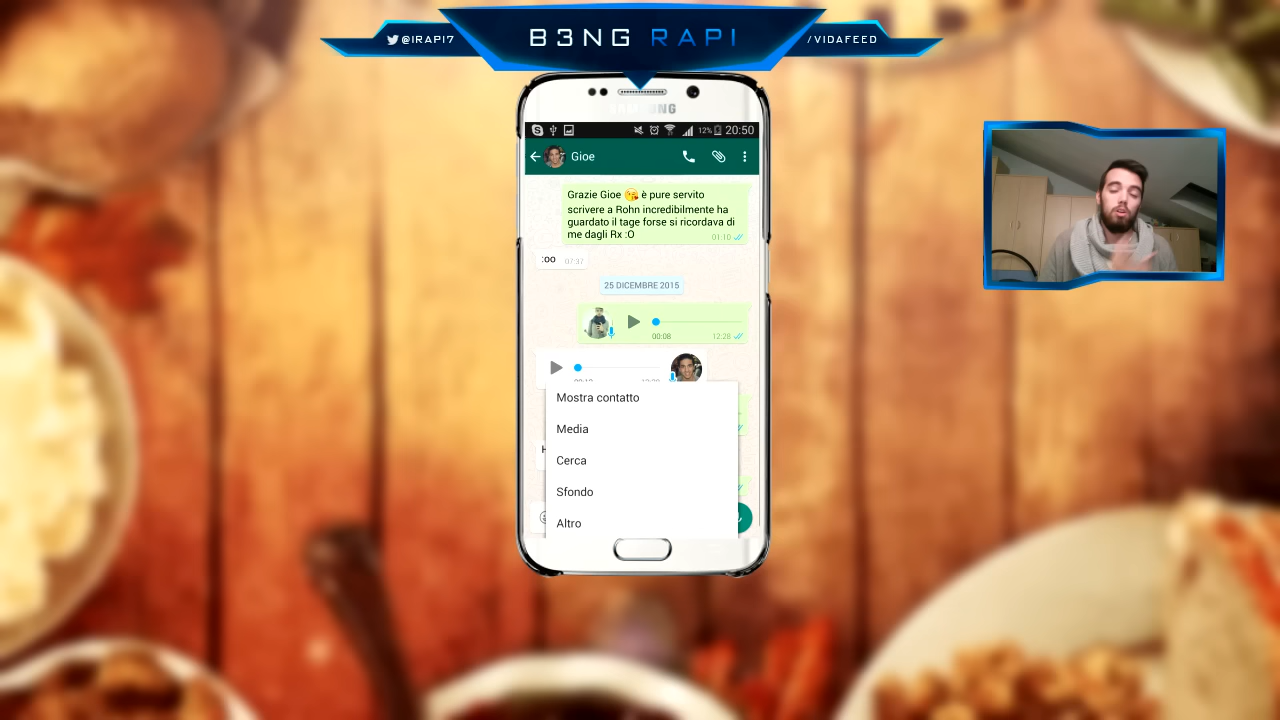 @IRAPI7
B3NG RAPI
/VIDAFEED
SAMSUNG
12% 20:50
Gioe
Grazie Gioe 😘 è pure servito
scrivere a Rohn incredibilmente ha
guardato il tage forse si ricordava di
me dagli Rx :O
01:10
:oo 07:37
25 DICEMBRE 2015
00:08 12:28
Mostra contatto
Media
Cerca
Sfondo
Altro